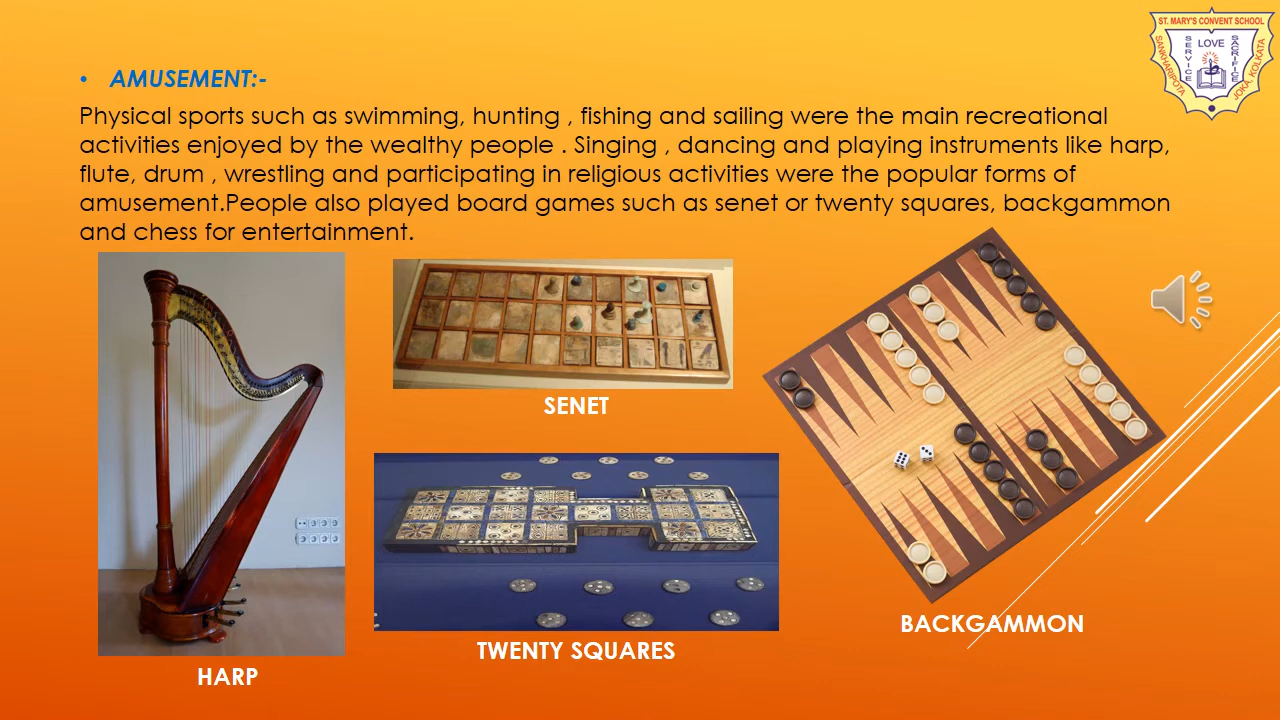 ST. MARY'S CONVENT SCHOOL
SANKHARIPOTA
SERVICE
LOVE
SACRIFICE
JOKA, KOLKATA
• AMUSEMENT:-
Physical sports such as swimming, hunting , fishing and sailing were the main recreational
activities enjoyed by the wealthy people . Singing , dancing and playing instruments like harp,
flute, drum , wrestling and participating in religious activities were the popular forms of
amusement.People also played board games such as senet or twenty squares, backgammon
and chess for entertainment.
SENET
BACKGAMMON
TWENTY SQUARES
HARP